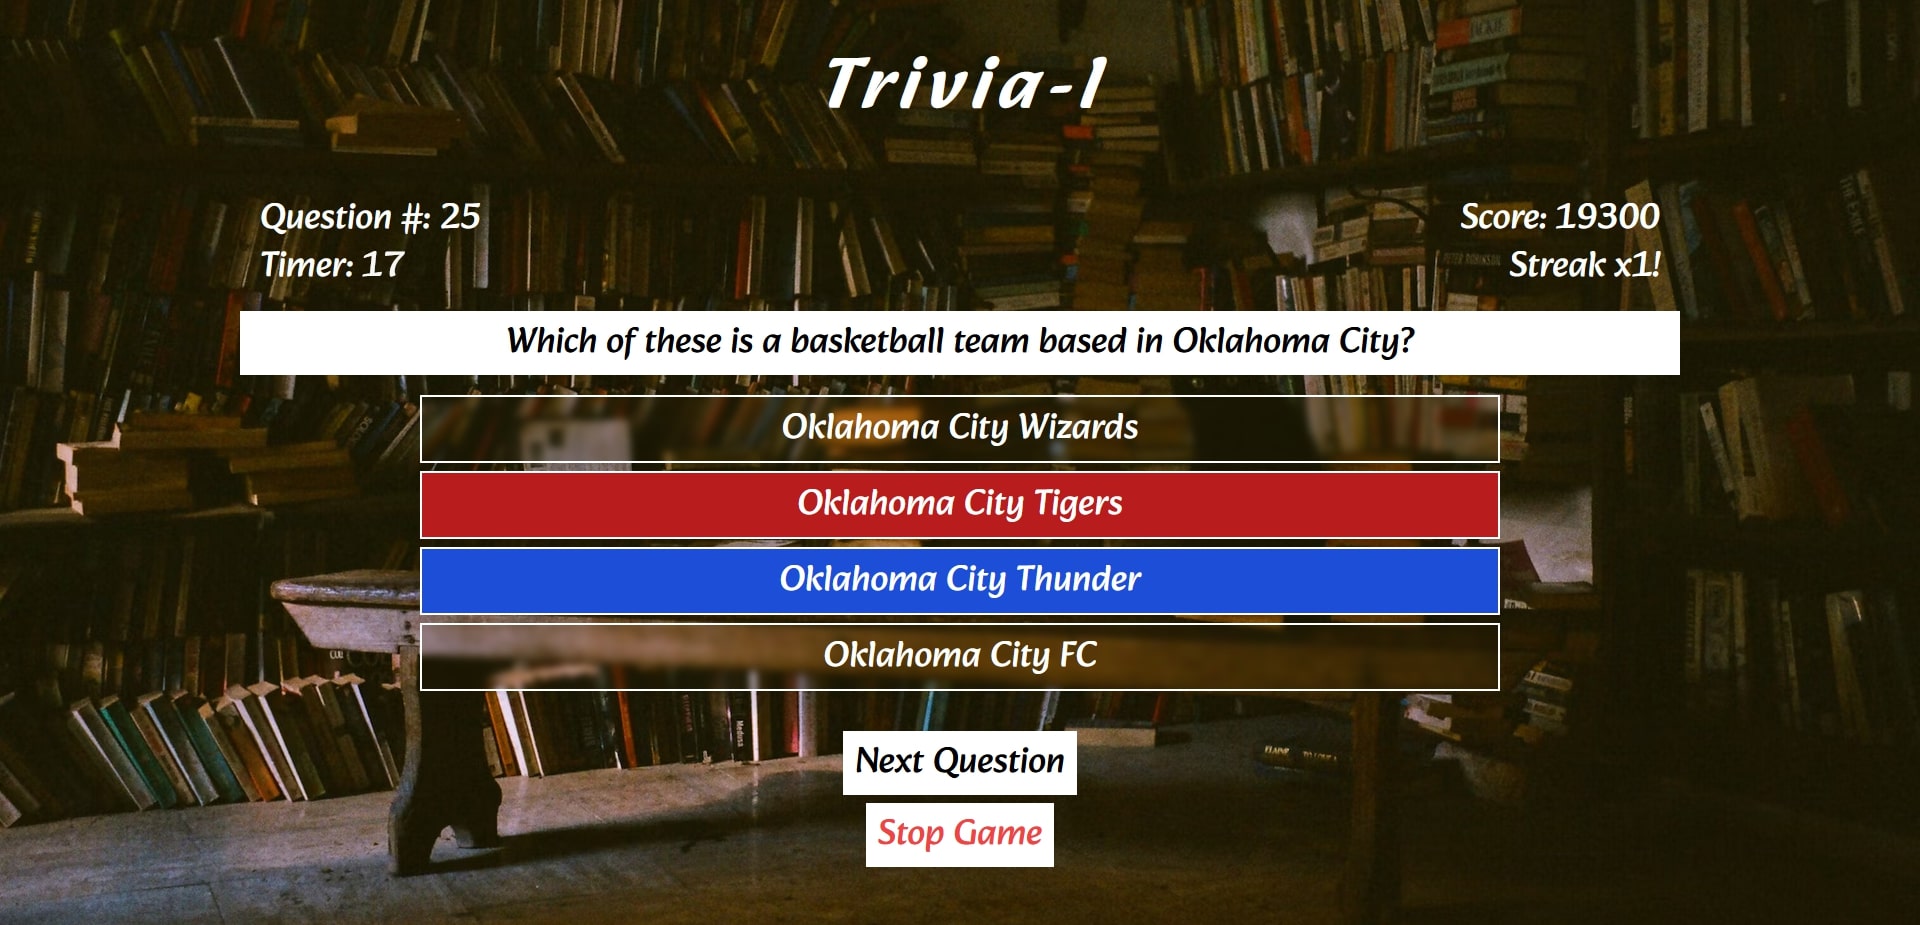 Trivia-l
Question #: 25
Score: 19300
Timer: 17
Streak x1!
Which of these is a basketball team based in Oklahoma City?
Oklahoma City Wizards
Oklahoma City Tigers
Oklahoma City Thunder
Oklahoma City FC
Next Question
Stop Game